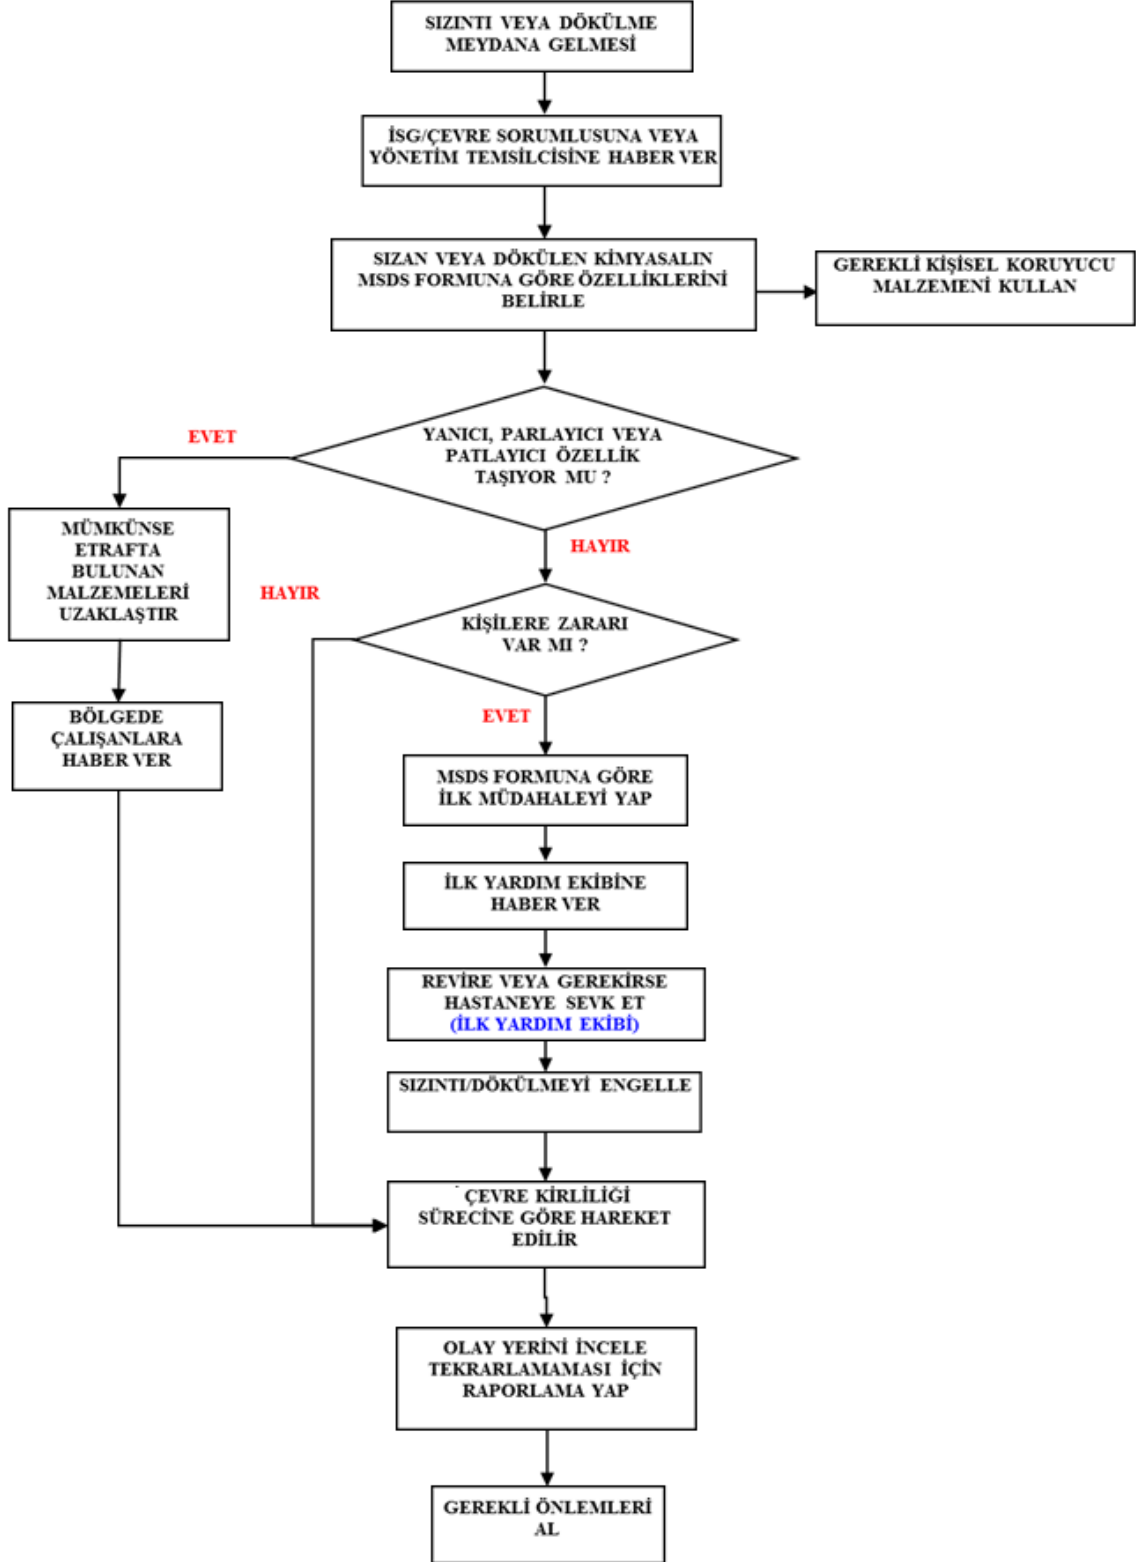 SIZINTI VEYA DÖKÜLME
MEYDANA GELMESİ
İSG/ÇEVRE SORUMLUSUNA VEYA
YÖNETİM TEMSİLCİSİNE HABER VER
SIZAN VEYA DÖKÜLEN KİMYASALIN
MSDS FORMUNA GÖRE ÖZELLİKLERİNİ
BELİRLE
GEREKLİ KİŞİSEL KORUYUCU
MALZEMENİ KULLAN
YANICI, PARLAYICI VEYA
PATLAYICI ÖZELLİK
TAŞIYOR MU ?
EVET
MÜMKÜNSE
ETRAFTA
BULUNAN
MALZEMELERİ
UZAKLAŞTIR
HAYIR
HAYIR
KİŞİLERE ZARARI
VAR MI ?
BÖLGEDE
ÇALIŞANLARA
HABER VER
EVET
MSDS FORMUNA GÖRE
İLK MÜDAHALEYİ YAP
İLK YARDIM EKİBİNE
HABER VER
REVİRE VEYA GEREKİRSE
HASTANEYE SEVK ET
(İLK YARDIM EKİBİ)
SIZINTI/DÖKÜLMEYİ ENGELLE
ÇEVRE KİRLİLİĞİ
SÜRECİNE GÖRE HAREKET
EDİLİR
OLAY YERİNİ İNCELE
TEKRARLAMAMASI İÇİN
RAPORLAMA YAP
GEREKLİ ÖNLEMLERİ
AL